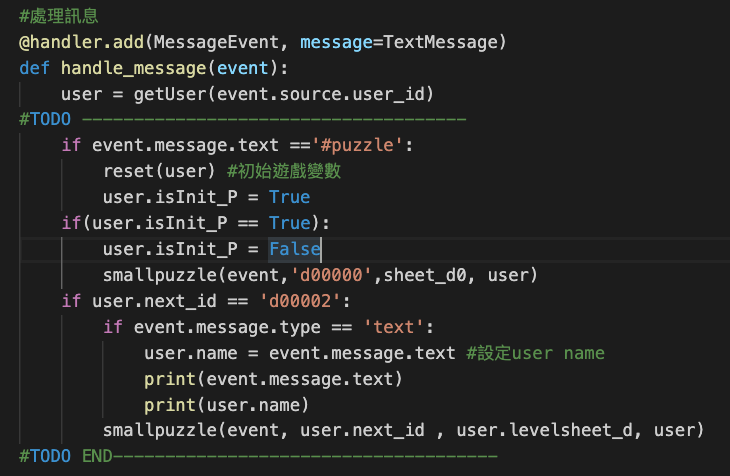 #處理訊息
@handler.add(MessageEvent, message=TextMessage)
def handle_message(event):
    user = getUser(event.source.user_id)
#TODO -------------------------------------
    if event.message.text =='#puzzle':
        reset(user) #初始遊戲變數
        user.isInit_P = True
    if(user.isInit_P == True):
        user.isInit_P = False
        smallpuzzle(event,'d00000',sheet_d0, user)
    if user.next_id == 'd00002':
        if event.message.type == 'text':
            user.name = event.message.text #設定user name
            print(event.message.text)
            print(user.name)
        smallpuzzle(event, user.next_id , user.levelsheet_d, user)
#TODO END-------------------------------------